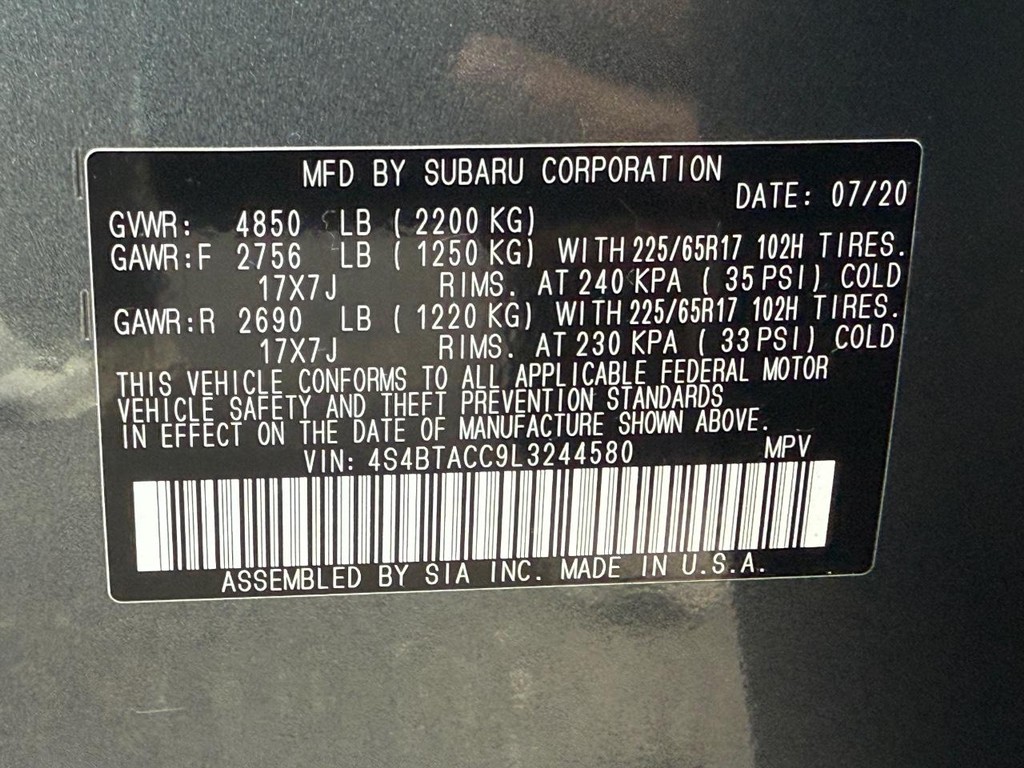 MFD BY SUBARU CORPORATION
DATE: 07/20
GVWR: 4850 LB ( 2200 KG)
GAWR:F 2756 LB ( 1250 KG) WITH 225/65R17 102H TIRES.
17X7J RIMS. AT 240 KPA ( 35 PSI) COLD
GAWR:R 2690 LB ( 1220 KG) WITH 225/65R17 102H TIRES.
17X7J RIMS. AT 230 KPA ( 33 PSI) COLD
THIS VEHICLE CONFORMS TO ALL APPLICABLE FEDERAL MOTOR
VEHICLE SAFETY AND THEFT PREVENTION STANDARDS
IN EFFECT ON THE DATE OF MANUFACTURE SHOWN ABOVE.
VIN: 4S4BTACC9L3244580 MPV
ASSEMBLED BY SIA INC. MADE IN U.S.A.